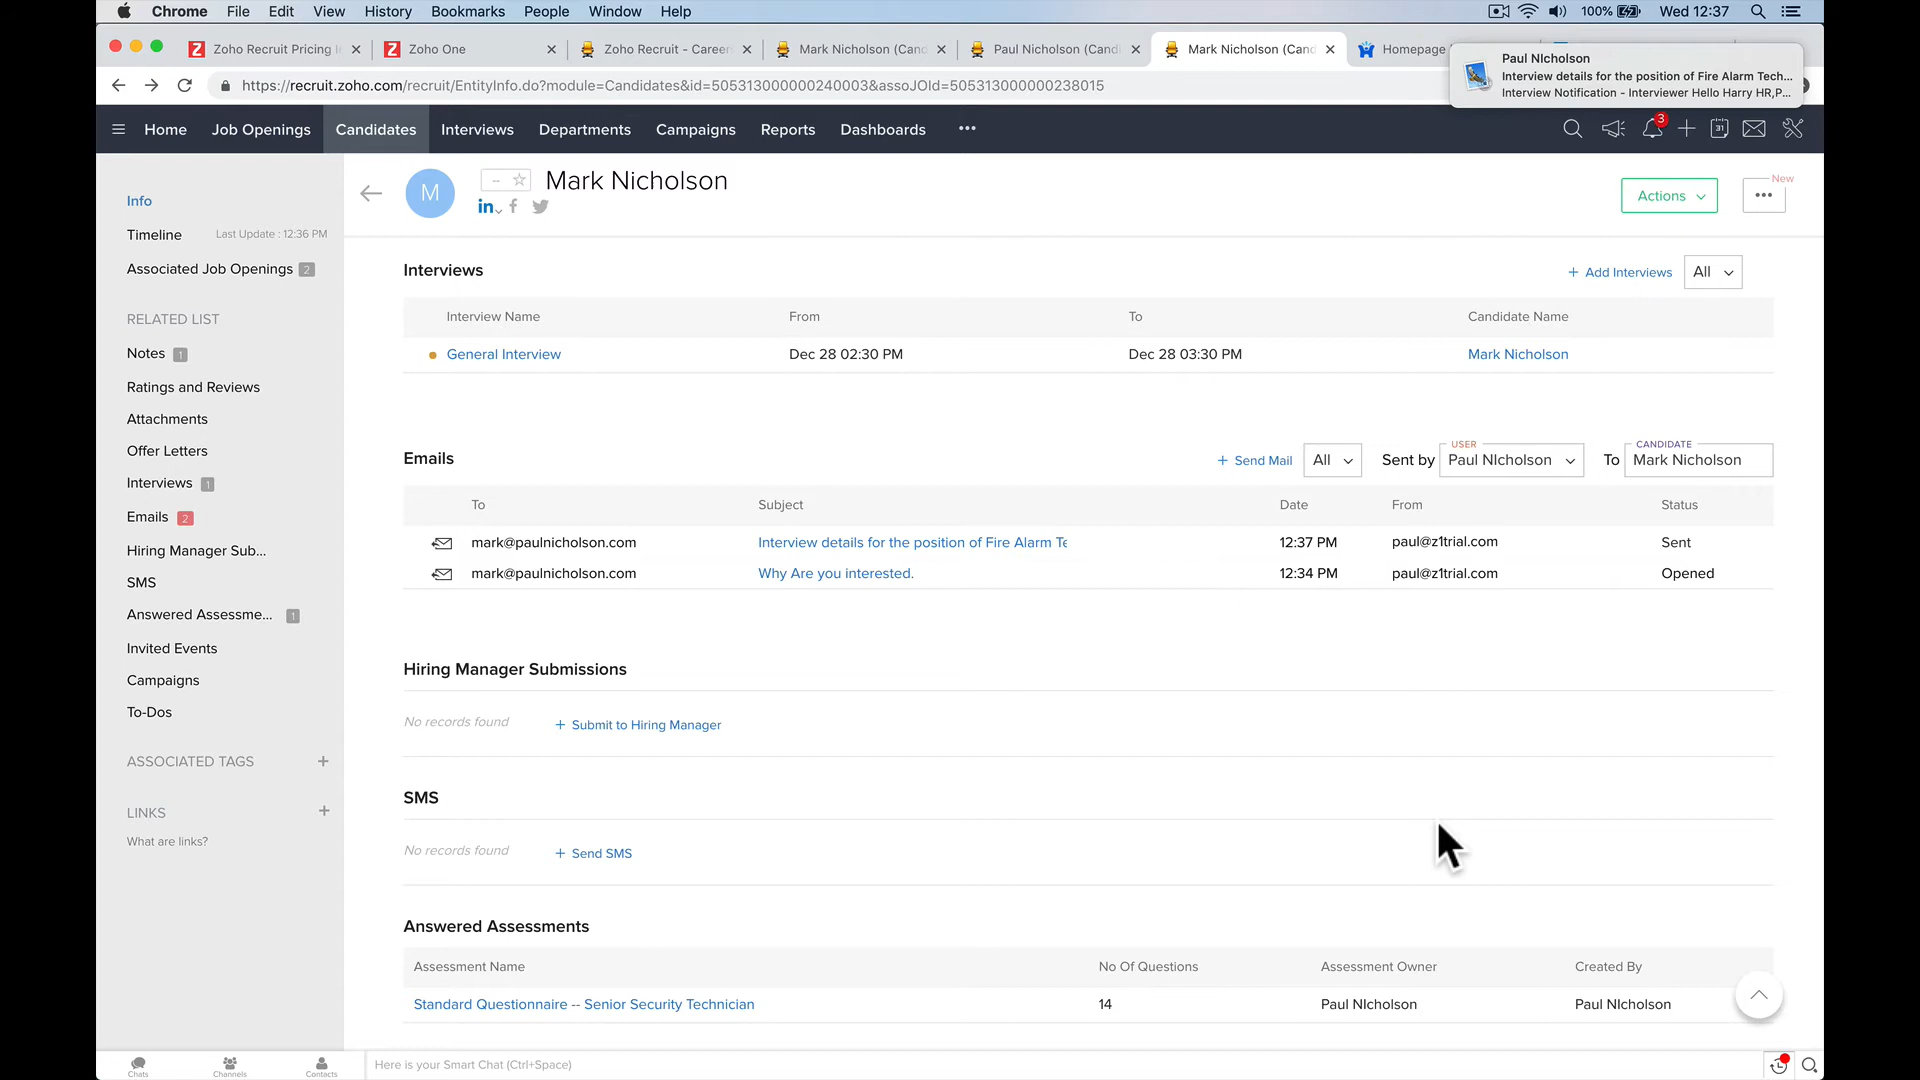 Chrome File Edit View History Bookmarks People Window Help 100% Wed 12:37
Zoho Recruit Pricing Zoho One Zoho Recruit - Career Mark Nicholson (Can Paul Nicholson (Cand Mark Nicholson (Can Homepage
Paul NIcholson
Interview details for the position of Fire Alarm Tech...
Interview Notification - Interviewer Hello Harry HR,P...
https://recruit.zoho.com/recruit/EntityInfo.do?module=Candidates&id=505313000000240003&assoJOId=505313000000238015
Home Job Openings Candidates Interviews Departments Campaigns Reports Dashboards ••• 3 31
Info
Timeline Last Update : 12:36 PM
Associated Job Openings 2
RELATED LIST
Notes 1
Ratings and Reviews
Attachments
Offer Letters
Interviews 1
Emails 2
Hiring Manager Sub...
SMS
Answered Assessme... 1
Invited Events
Campaigns
To-Dos
ASSOCIATED TAGS +
LINKS +
What are links?
M -- Mark Nicholson
in f
Actions ••• New
Interviews + Add Interviews All
Interview Name From To Candidate Name
General Interview Dec 28 02:30 PM Dec 28 03:30 PM Mark Nicholson
Emails + Send Mail All Sent by USER Paul NIcholson To CANDIDATE Mark Nicholson
To Subject Date From Status
mark@paulnicholson.com Interview details for the position of Fire Alarm Te 12:37 PM paul@z1trial.com Sent
mark@paulnicholson.com Why Are you interested. 12:34 PM paul@z1trial.com Opened
Hiring Manager Submissions
No records found + Submit to Hiring Manager
SMS
No records found + Send SMS
Answered Assessments
Assessment Name No Of Questions Assessment Owner Created By
Standard Questionnaire -- Senior Security Technician 14 Paul NIcholson Paul NIcholson
Chats Channels Contacts Here is your Smart Chat (Ctrl+Space)